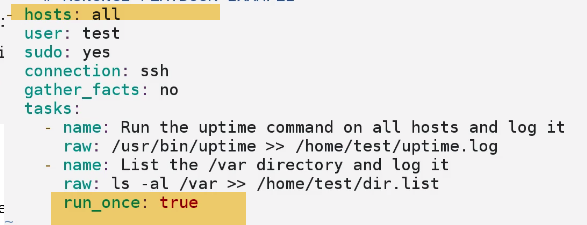 - hosts: all
user: test
sudo: yes
connection: ssh
gather_facts: no
tasks:
- name: Run the uptime command on all hosts and log it
raw: /usr/bin/uptime >> /home/test/uptime.log
- name: List the /var directory and log it
raw: ls -al /var >> /home/test/dir.list
run_once: true
~